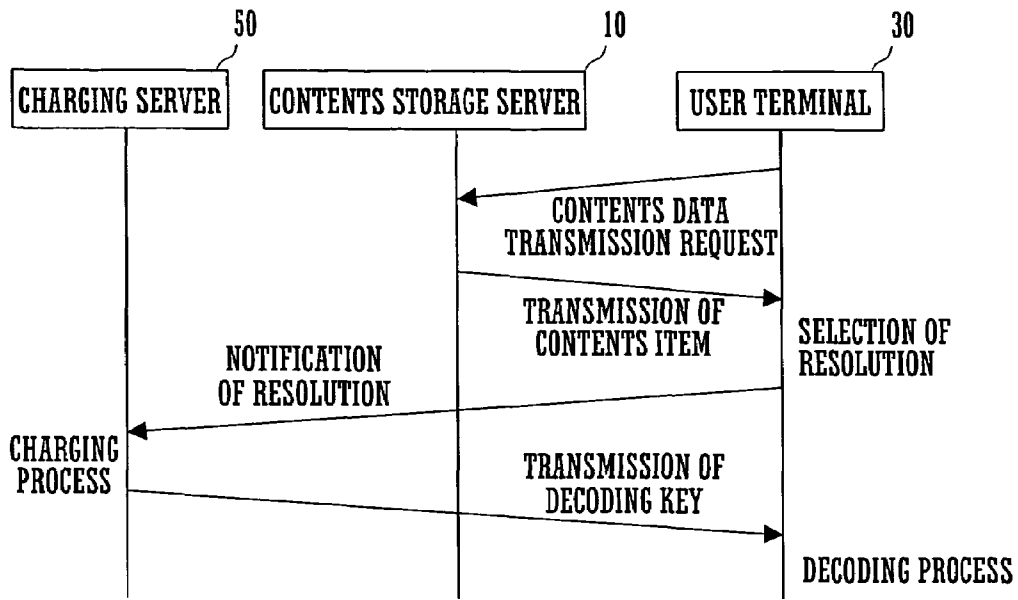 50
10
30
CHARGING SERVER
CONTENTS STORAGE SERVER
USER TERMINAL
CONTENTS DATA
TRANSMISSION REQUEST
TRANSMISSION OF
CONTENTS ITEM
SELECTION OF
RESOLUTION
NOTIFICATION
OF RESOLUTION
CHARGING
PROCESS
TRANSMISSION OF
DECODING KEY
DECODING PROCESS